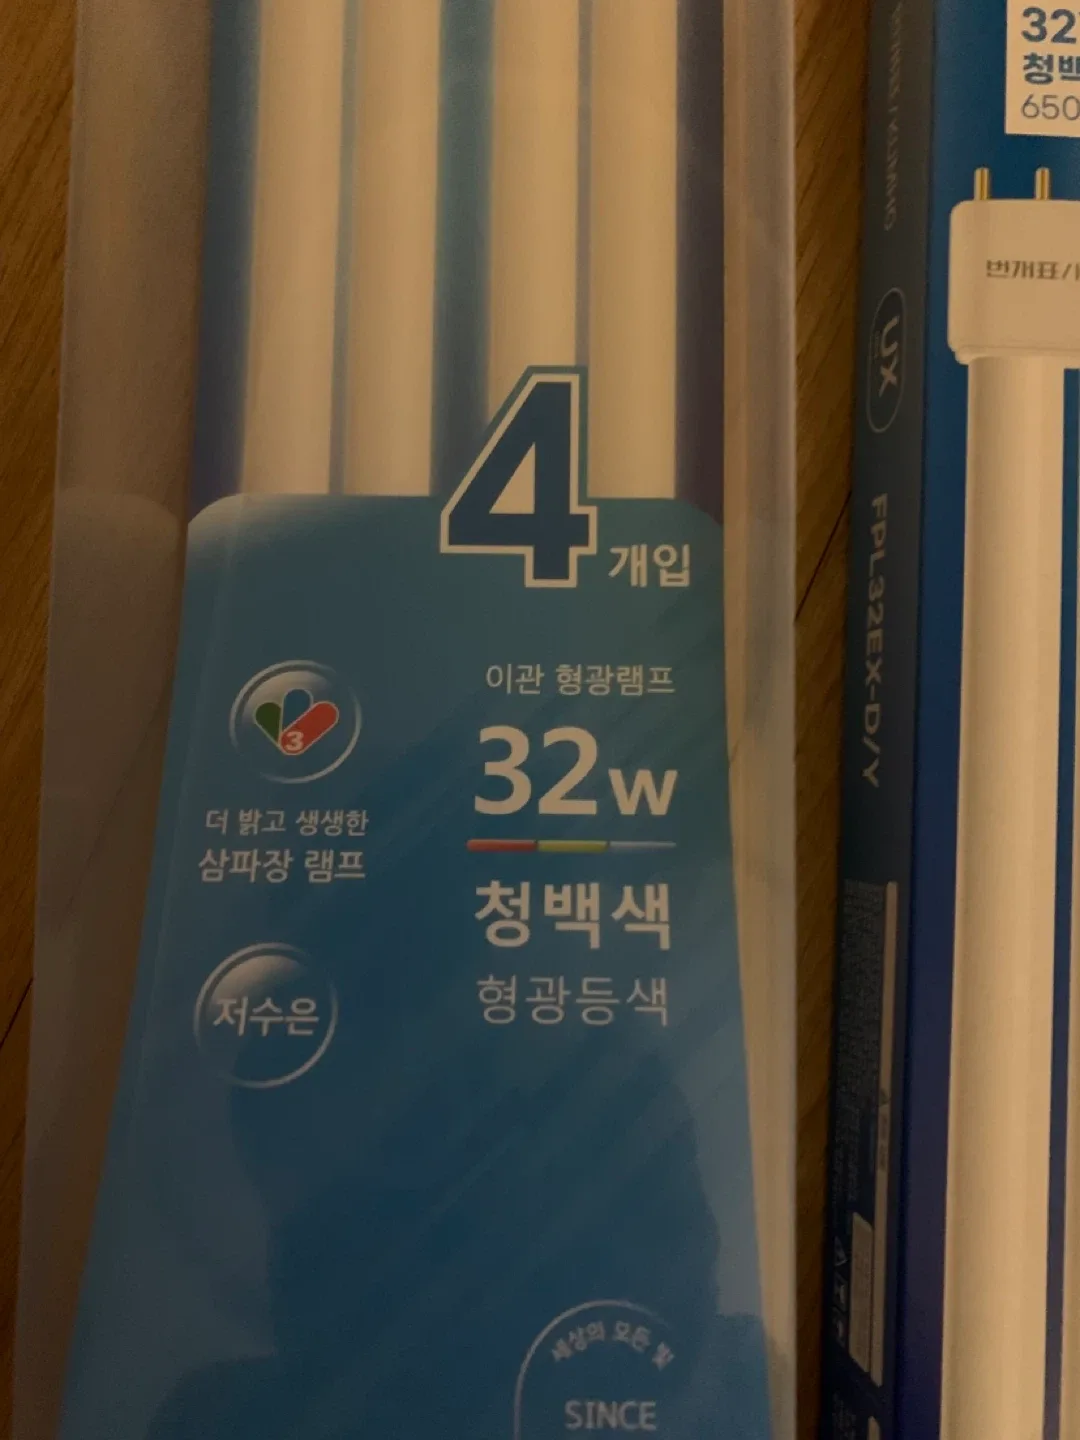 4개입
이관 형광램프
32w
청백색
형광등색
3
더 밝고 생생한
삼파장 램프
저수은
세상의 모든 빛
SINCE
32
청백
650
번개표/
UX
FPL32EX-D/Y